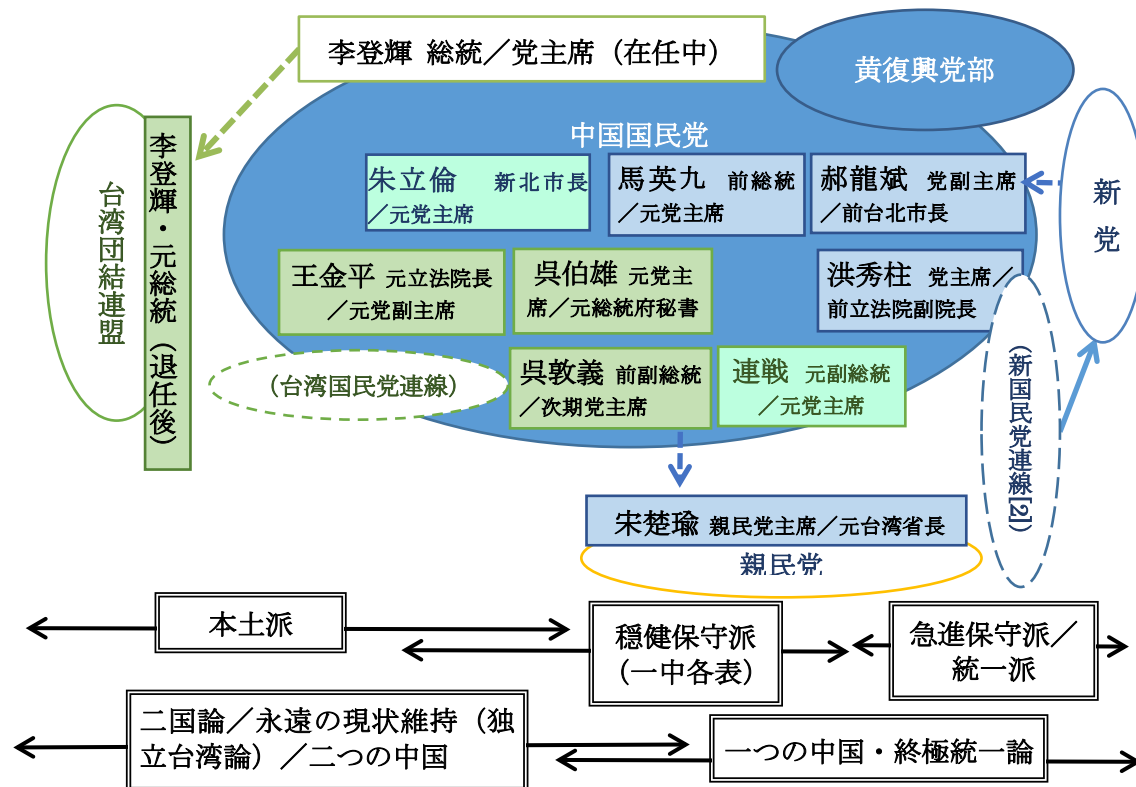 李登輝 総統／党主席（在任中）
黄復興党部
中国国民党
朱立倫 新北市長
／元党主席
馬英九 前総統
／元党主席
郝龍斌 党副主席
／前台北市長
新党
台湾団結連盟
李登輝・元総統（退任後）
王金平 元立法院長
／元党副主席
呉伯雄 元党主
席／元総統府秘書
洪秀柱 党主席／
前立法院副院長
（台湾国民党連線）
呉敦義 前副総統
／次期党主席
連戦 元副総統
／元党主席
（新国民党連線[2]）
宋楚瑜 親民党主席／元台湾省長
親民党
本土派
穏健保守派
（一中各表）
急進保守派／
統一派
二国論／永遠の現状維持（独
立台湾論）／二つの中国
一つの中国・終極統一論